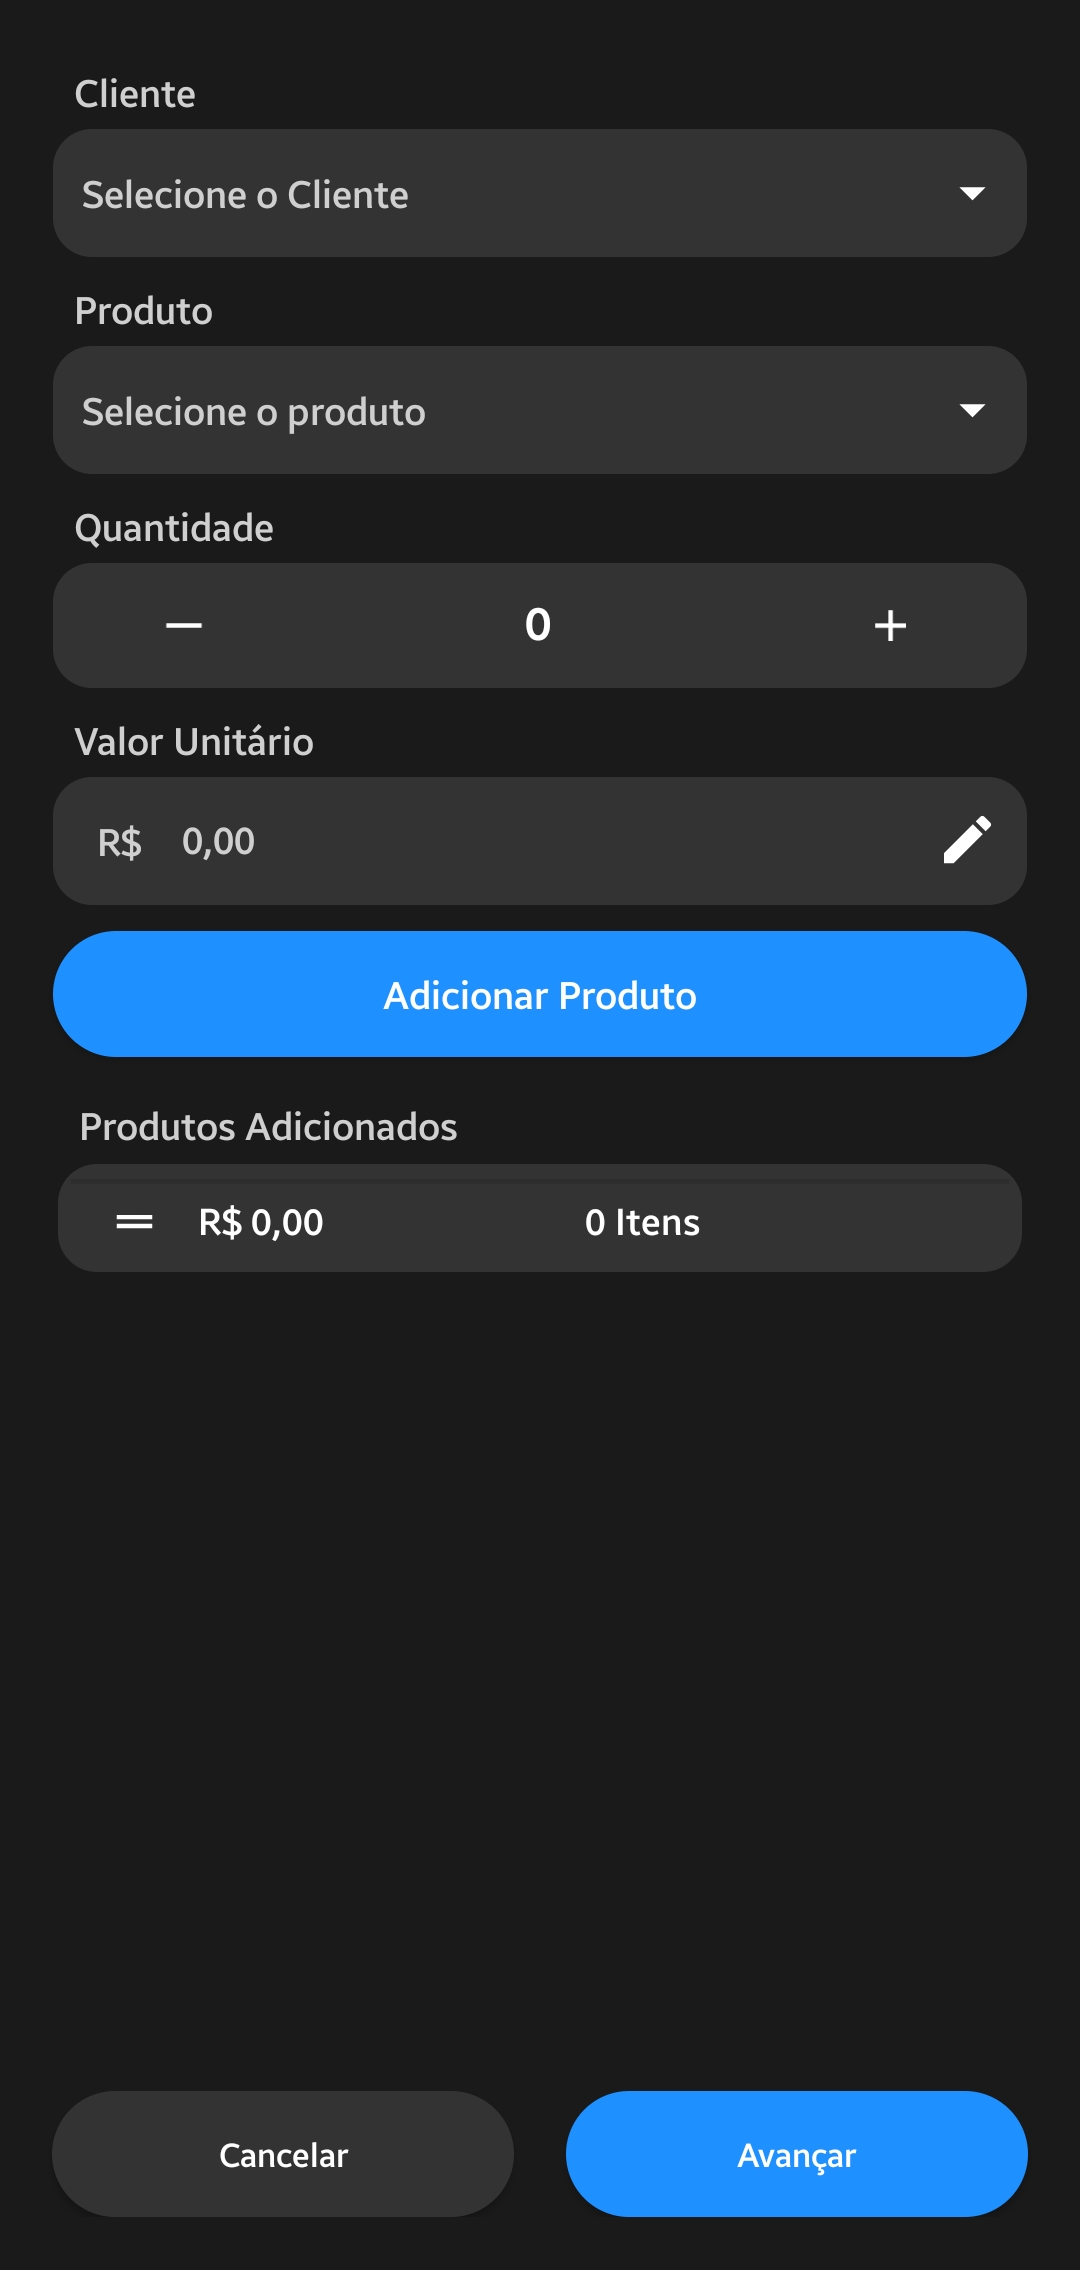 Cliente
Selecione o Cliente
Produto
Selecione o produto
Quantidade
— 0 +
Valor Unitário
R$ 0,00
Adicionar Produto
Produtos Adicionados
= R$ 0,00 0 Itens
Cancelar Avançar